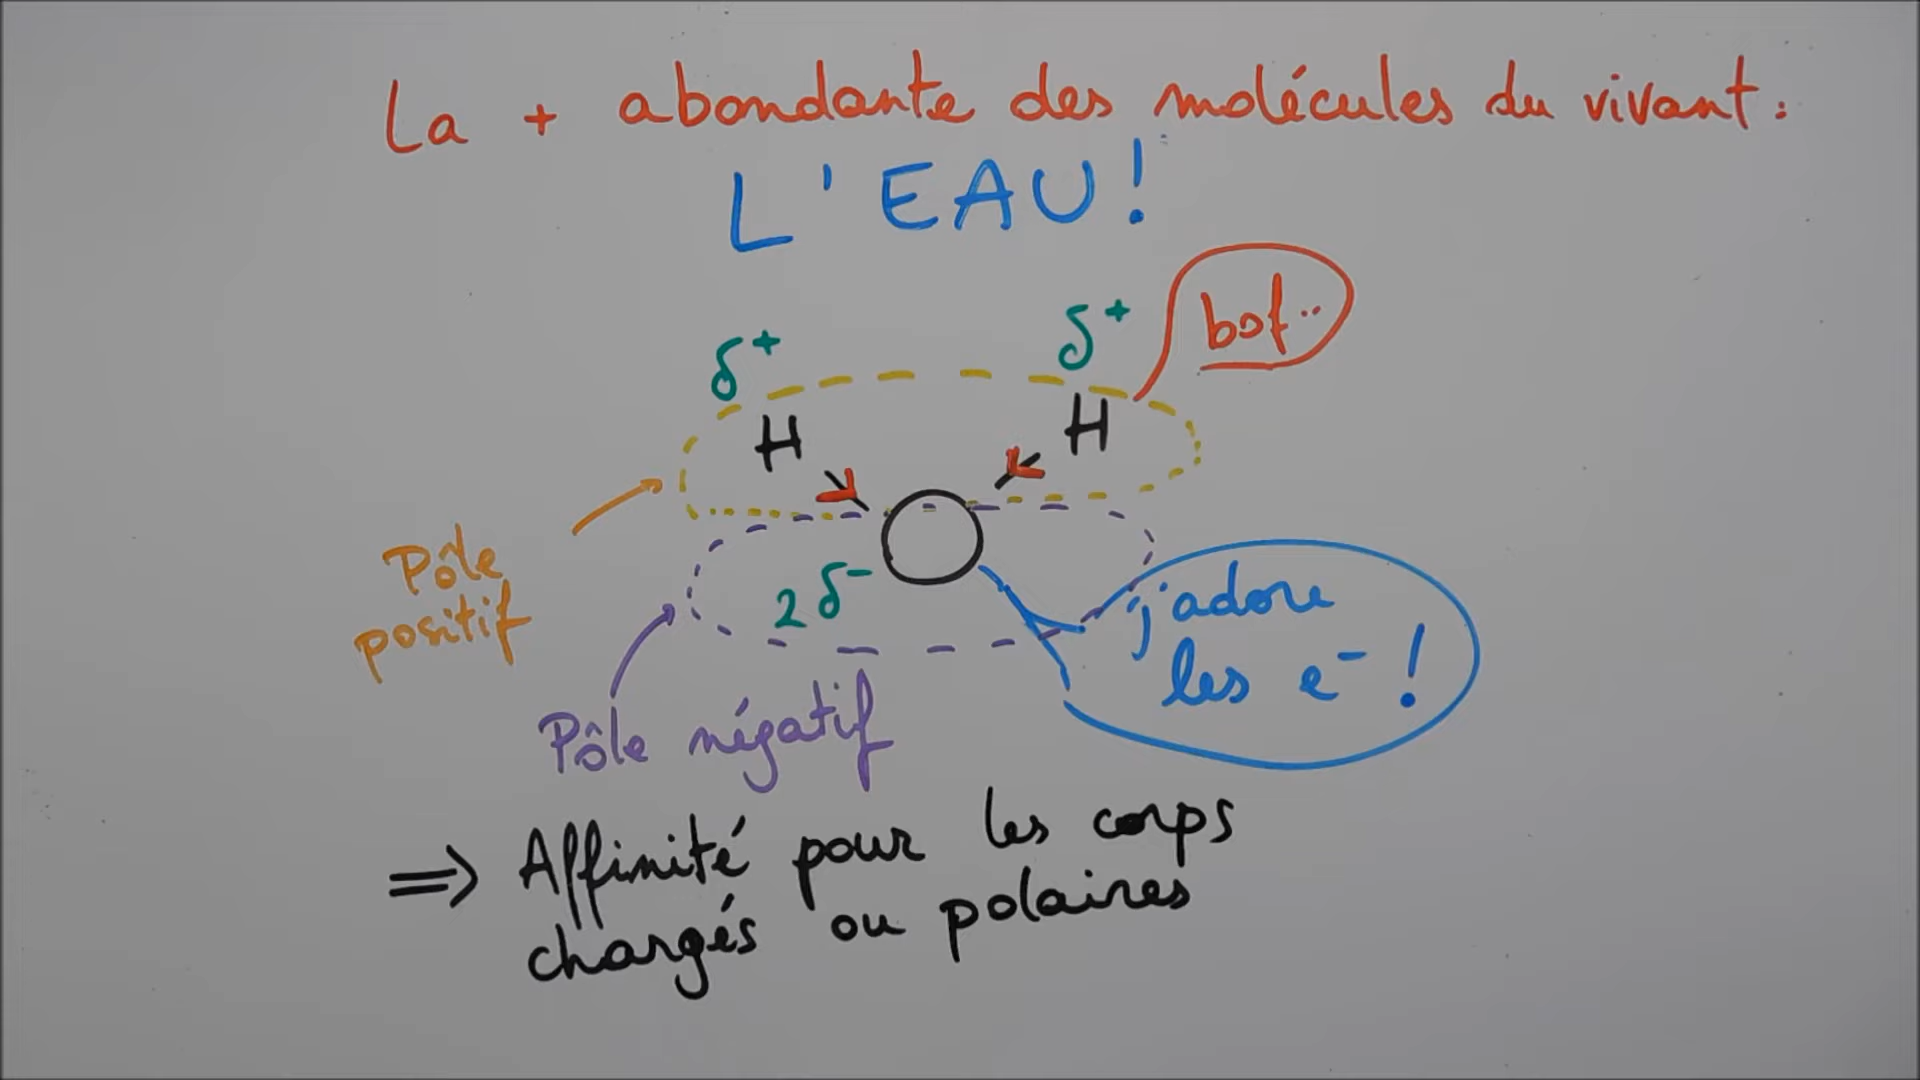 La + abondante des molécules du vivant :
L'EAU !
δ+
δ+
bof..
H
H
O
2δ-
Pôle
positif
Pôle négatif
j'adore
les e- !
⇒ Affinité pour les corps
chargés ou polaires